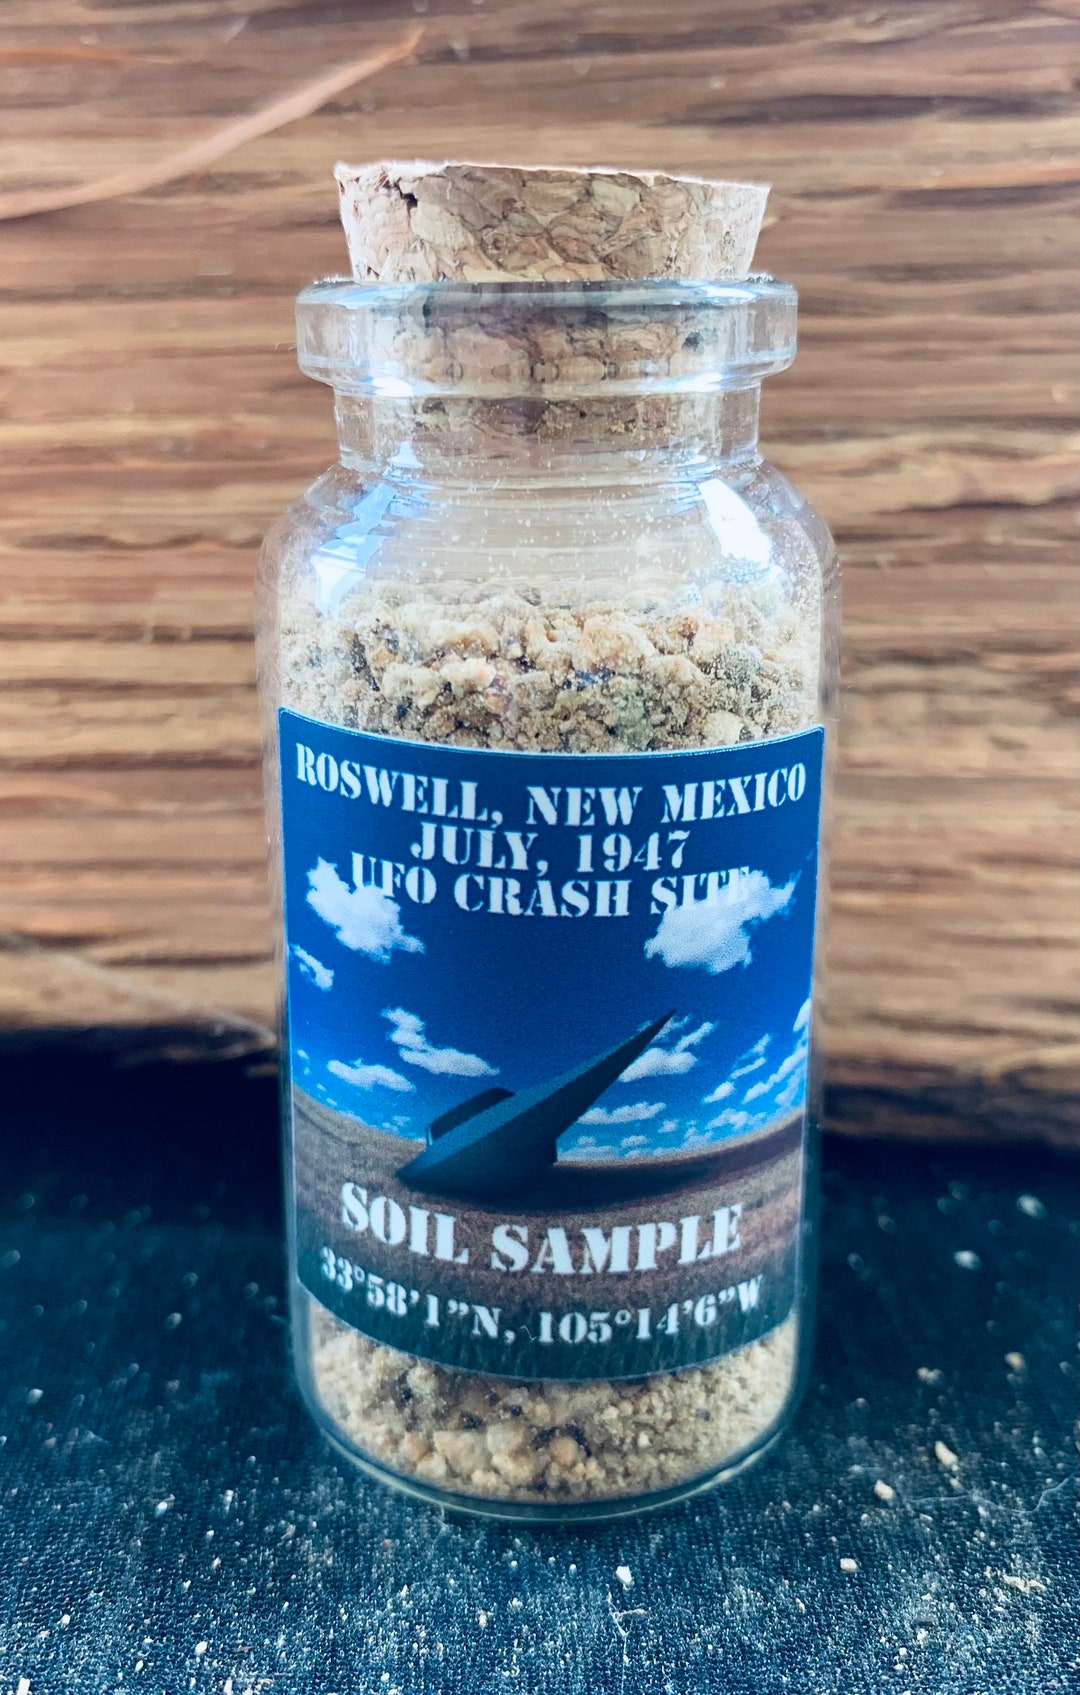 ROSWELL, NEW MEXICO
JULY, 1947
UFO CRASH SITE
SOIL SAMPLE
33°58'1"N, 105°14'6"W